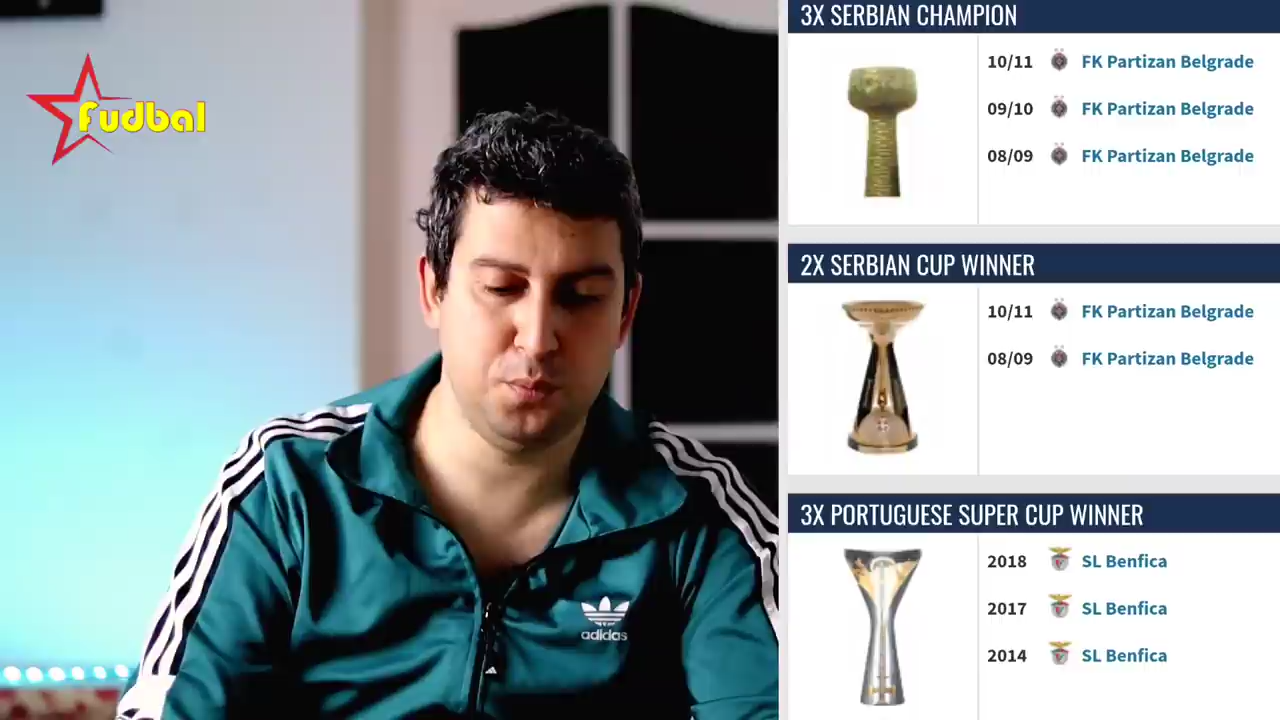 Fudbal
adidas
3X SERBIAN CHAMPION
10/11 FK Partizan Belgrade
09/10 FK Partizan Belgrade
08/09 FK Partizan Belgrade
2X SERBIAN CUP WINNER
10/11 FK Partizan Belgrade
08/09 FK Partizan Belgrade
3X PORTUGUESE SUPER CUP WINNER
2018 SL Benfica
2017 SL Benfica
2014 SL Benfica